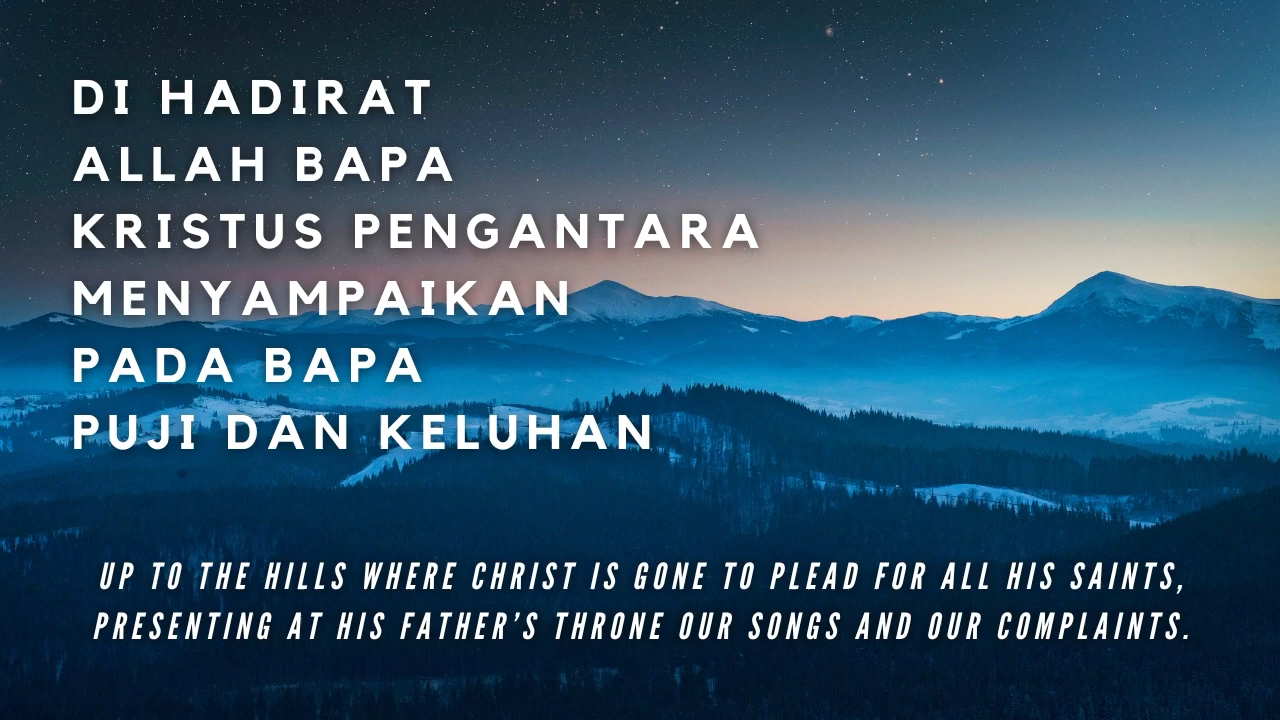 DI HADIRAT
ALLAH BAPA
KRISTUS PENGANTARA
MENYAMPAIKAN
PADA BAPA
PUJI DAN KELUHAN
UP TO THE HILLS WHERE CHRIST IS GONE TO PLEAD FOR ALL HIS SAINTS,
PRESENTING AT HIS FATHER’S THRONE OUR SONGS AND OUR COMPLAINTS.